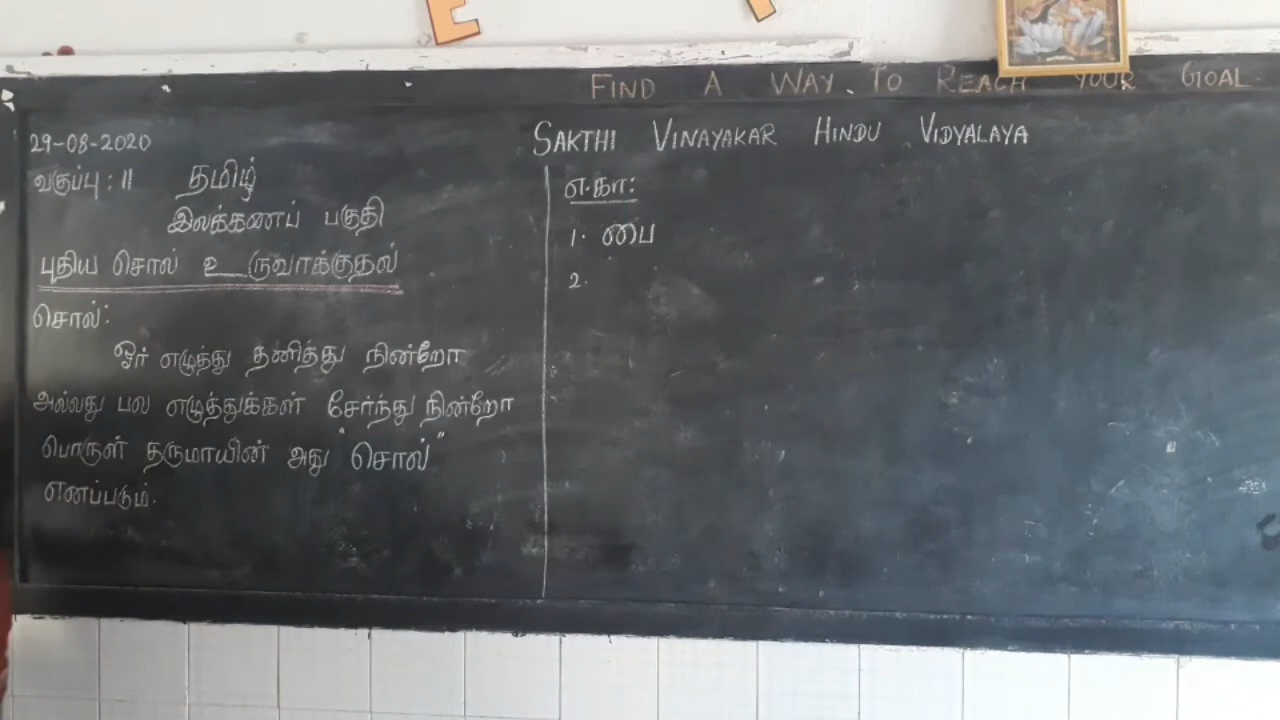 FIND A WAY TO REACH YOUR GOAL
SAKTHI VINAYAKAR HINDU VIDYALAYA
29-08-2020
வகுப்பு : II தமிழ்
இலக்கணப் பகுதி
புதிய சொல் உருவாக்குதல்
சொல்:
ஓர் எழுத்து தனித்து நின்றோ
அல்லது பல எழுத்துக்கள் சேர்ந்து நின்றோ
பொருள் தருமாயின் அது "சொல்"
எனப்படும்.
எ.கா:
1. பை
2.